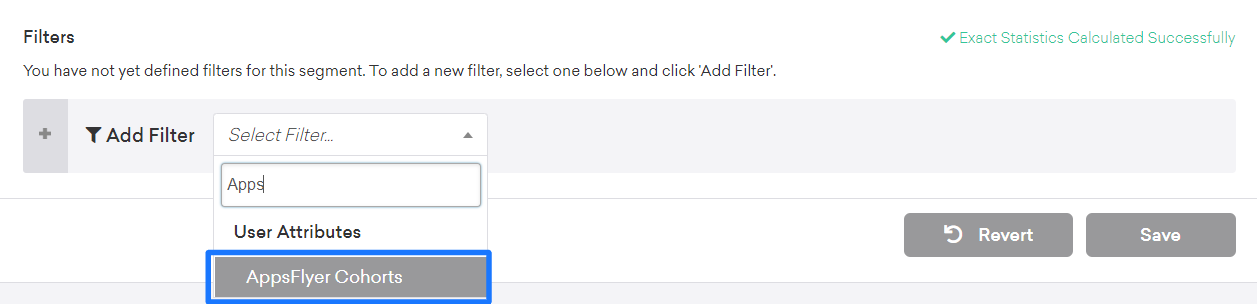 Filters
Exact Statistics Calculated Successfully
You have not yet defined filters for this segment. To add a new filter, select one below and click 'Add Filter'.
Add Filter
Select Filter...
Apps
User Attributes
AppsFlyer Cohorts
Revert
Save